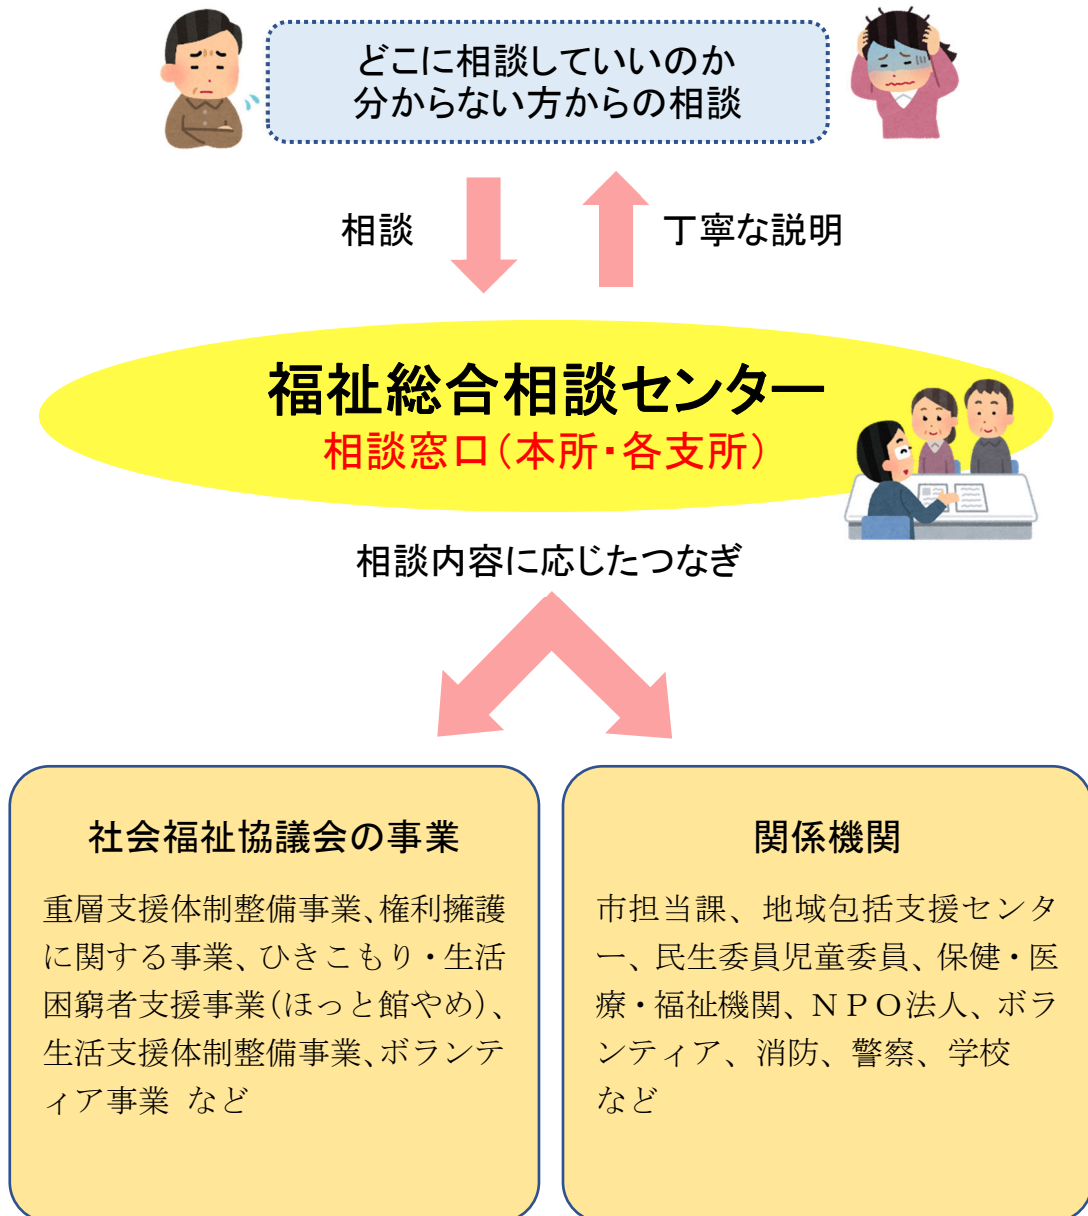 どこに相談していいのか
分からない方からの相談
相談
丁寧な説明
福祉総合相談センター
相談窓口（本所・各支所）
相談内容に応じたつなぎ
社会福祉協議会の事業
重層支援体制整備事業、権利擁護
に関する事業、ひきこもり・生活
困窮者支援事業（ほっと館やめ）、
生活支援体制整備事業、ボランテ
ィア事業 など
関係機関
市担当課、地域包括支援センタ
ー、民生委員児童委員、保健・医
療・福祉機関、ＮＰＯ法人、ボラ
ンティア、消防、警察、学校
など